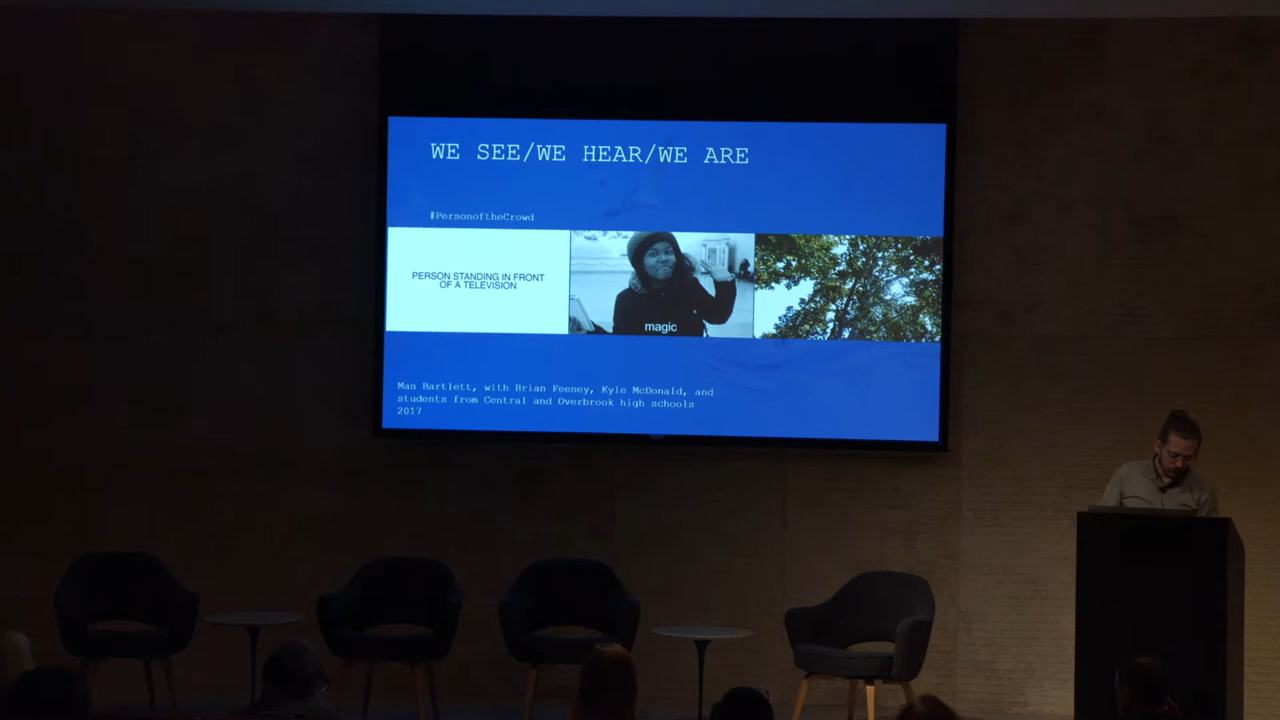 WE SEE/WE HEAR/WE ARE
#PersonoftheCrowd
PERSON STANDING IN FRONT
OF A TELEVISION
magic
Man Bartlett, with Brian Feeney, Kyle McDonald, and
students from Central and Overbrook high schools
2017